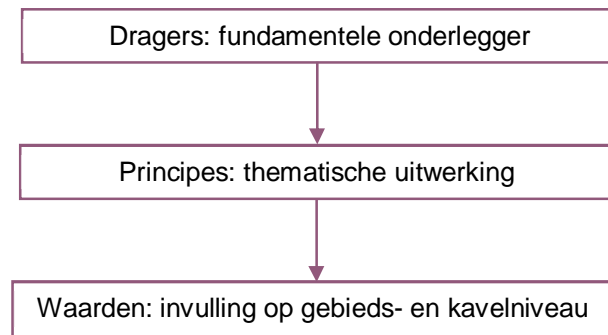 Dragers: fundamentele onderlegger
Principes: thematische uitwerking
Waarden: invulling op gebieds- en kavelniveau